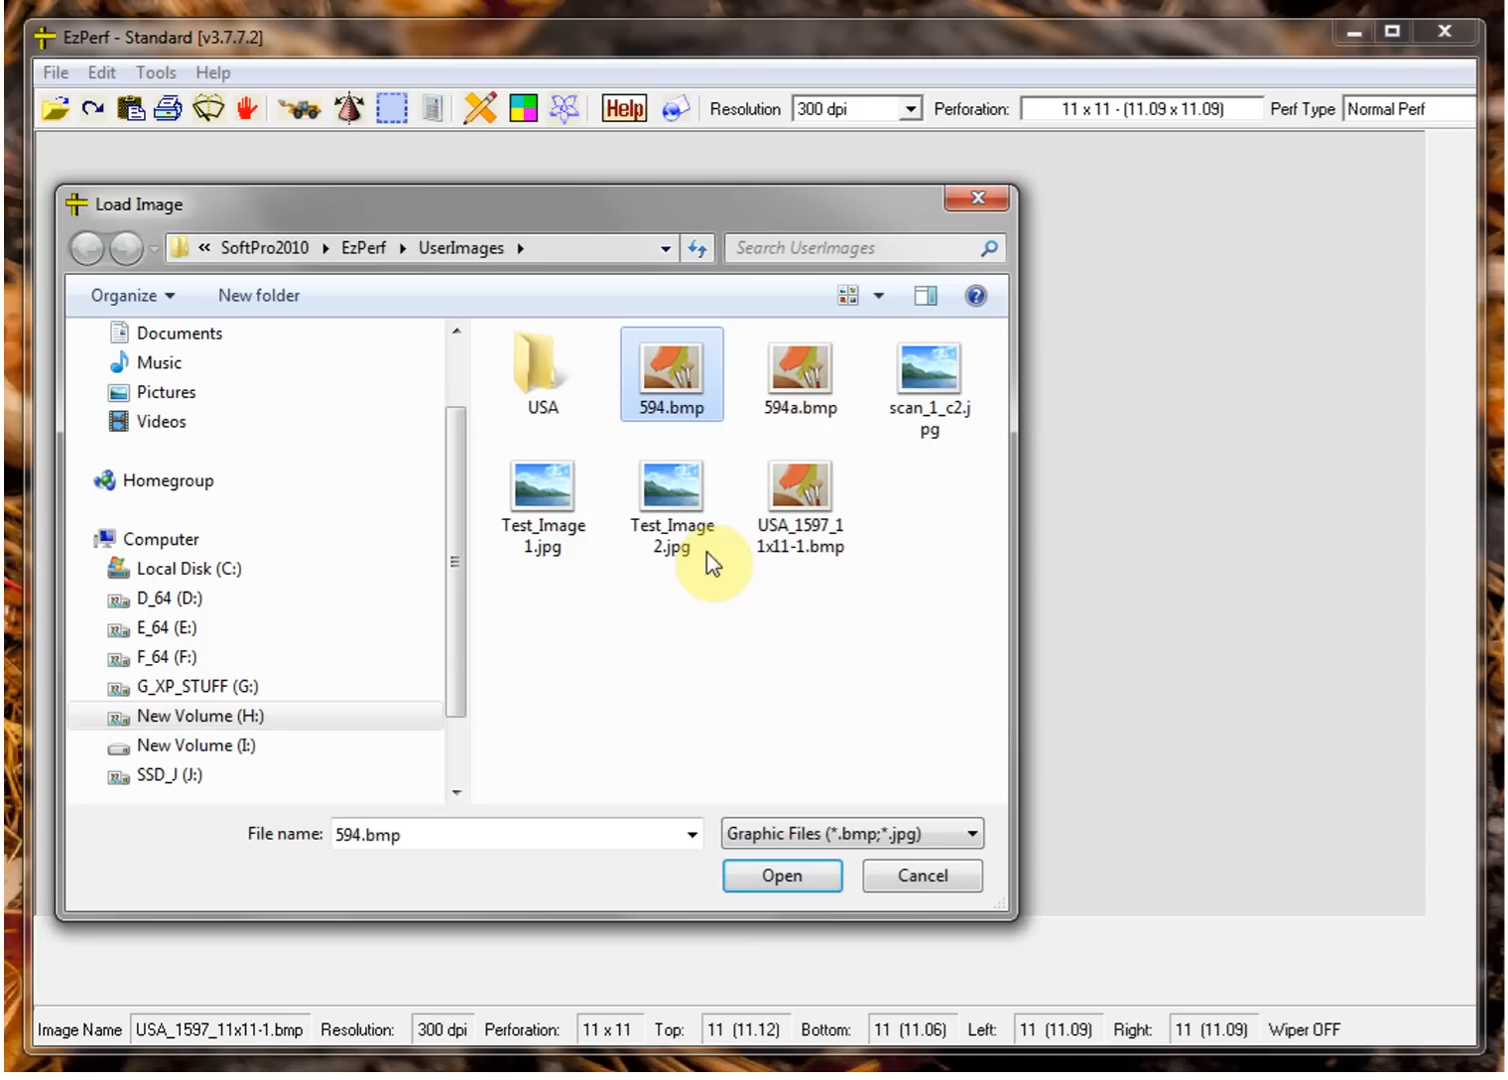 EzPerf - Standard [v3.7.7.2]
File Edit Tools Help
Help Resolution 300 dpi Perforation: 11 x 11 - (11.09 x 11.09) Perf Type Normal Perf
Load Image
« SoftPro2010 EzPerf UserImages Search UserImages
Organize New folder
Documents
Music
Pictures
Videos
Homegroup
Computer
Local Disk (C:)
D_64 (D:)
E_64 (E:)
F_64 (F:)
G_XP_STUFF (G:)
New Volume (H:)
New Volume (I:)
SSD_J (J:)
USA 594.bmp 594a.bmp scan_1_c2.j
pg
Test_Image Test_Image USA_1597_1
1.jpg 2.jpg 1x11-1.bmp
File name: 594.bmp Graphic Files (*.bmp;*.jpg)
Open Cancel
Image Name USA_1597_11x11-1.bmp Resolution: 300 dpi Perforation: 11 x 11 Top: 11 (11.12) Bottom: 11 (11.06) Left: 11 (11.09) Right: 11 (11.09) Wiper OFF